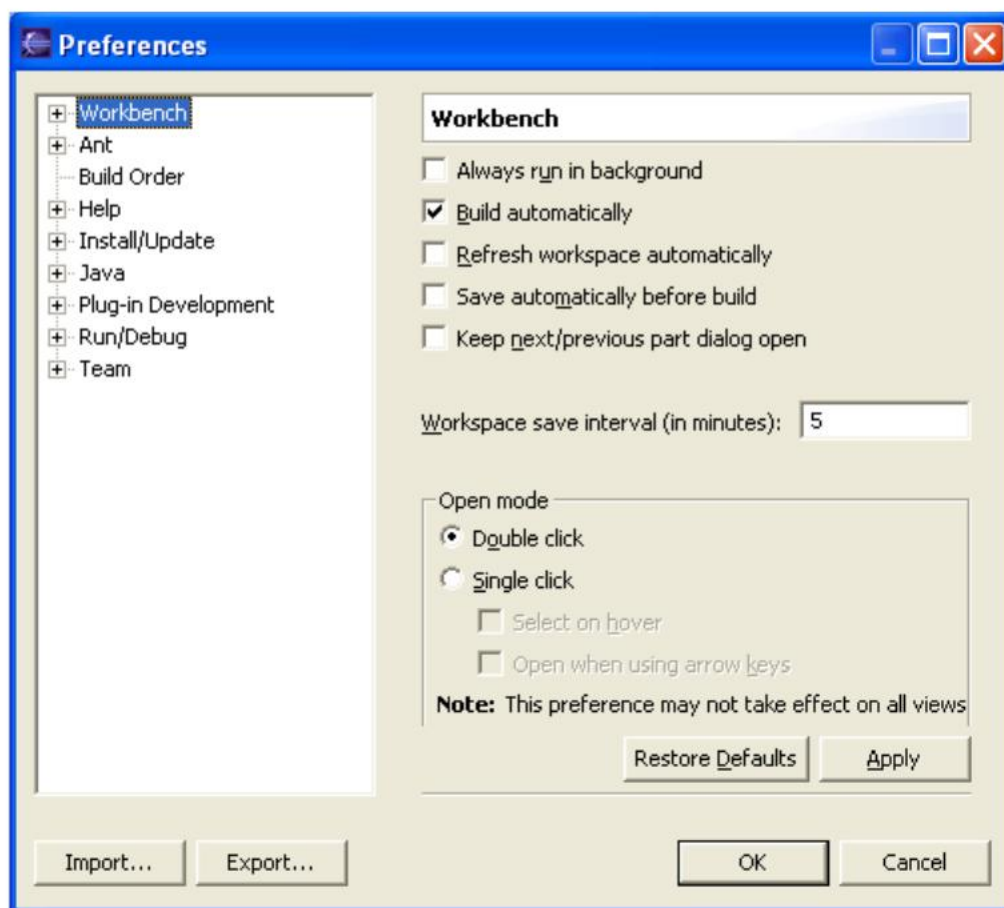 Preferences
Workbench
Ant
Build Order
Help
Install/Update
Java
Plug-in Development
Run/Debug
Team
Workbench
Always run in background
Build automatically
Refresh workspace automatically
Save automatically before build
Keep next/previous part dialog open
Workspace save interval (in minutes): 5
Open mode
Double click
Single click
Select on hover
Open when using arrow keys
Note: This preference may not take effect on all views
Restore Defaults Apply
Import... Export... OK Cancel